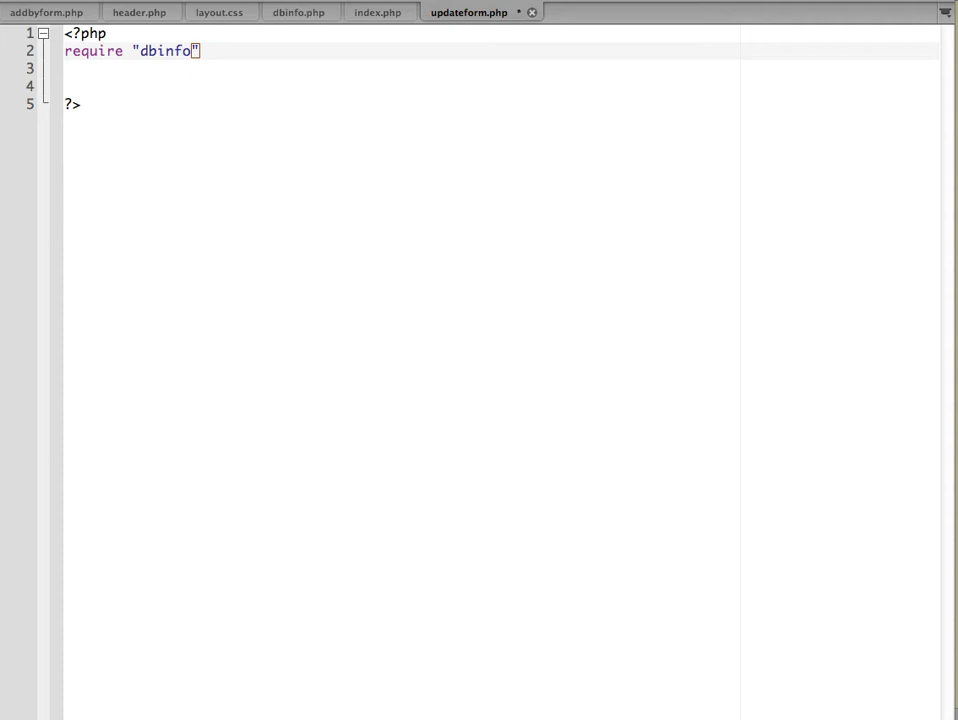 addbyform.php header.php layout.css dbinfo.php index.php updateform.php *
1 <?php
2 require "dbinfo"
3
4
5 ?>